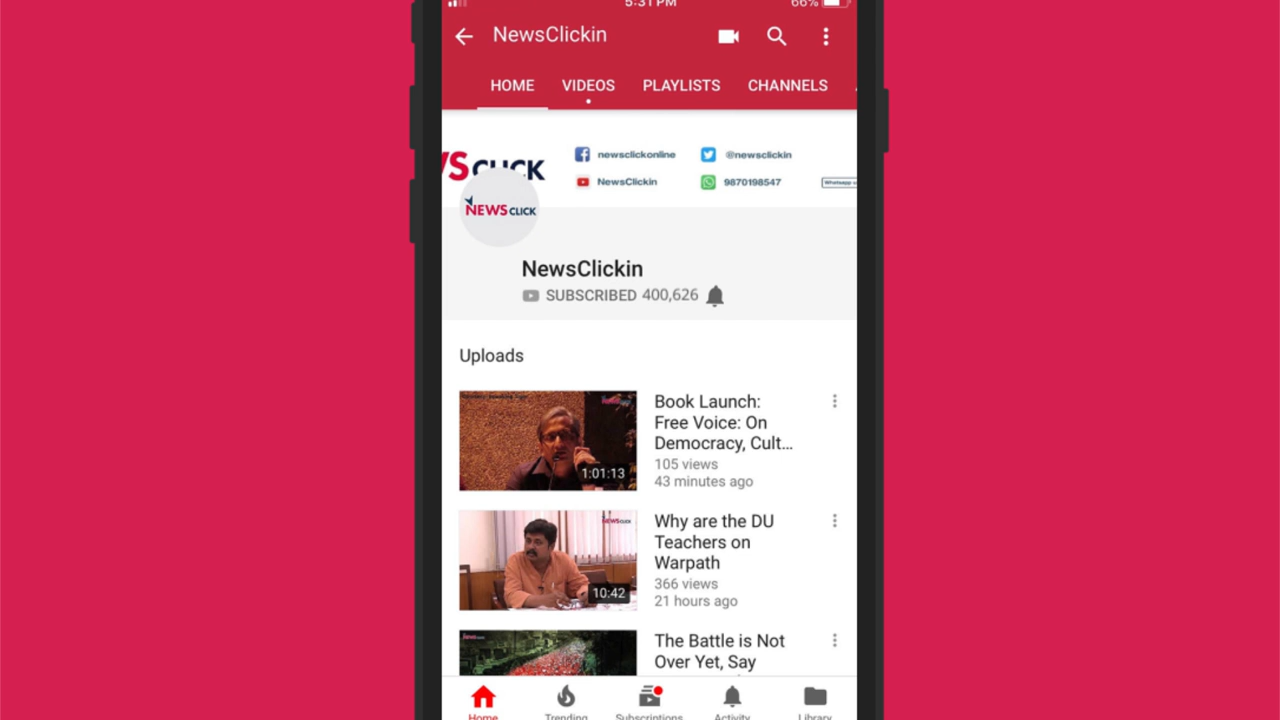 5:31 PM
66%
NewsClickin
HOME VIDEOS PLAYLISTS CHANNELS
WS CLICK
newsclickonline
@newsclickin
NewsClickin
9870198547
Whatsapp u
NEWS CLICK
NewsClickin
SUBSCRIBED 400,626
Uploads
1:01:13
Book Launch:
Free Voice: On
Democracy, Cult...
105 views
43 minutes ago
NEWSCLICK
10:42
Why are the DU
Teachers on
Warpath
366 views
21 hours ago
The Battle is Not
Over Yet, Say
Home Trending Subscriptions Activity Library